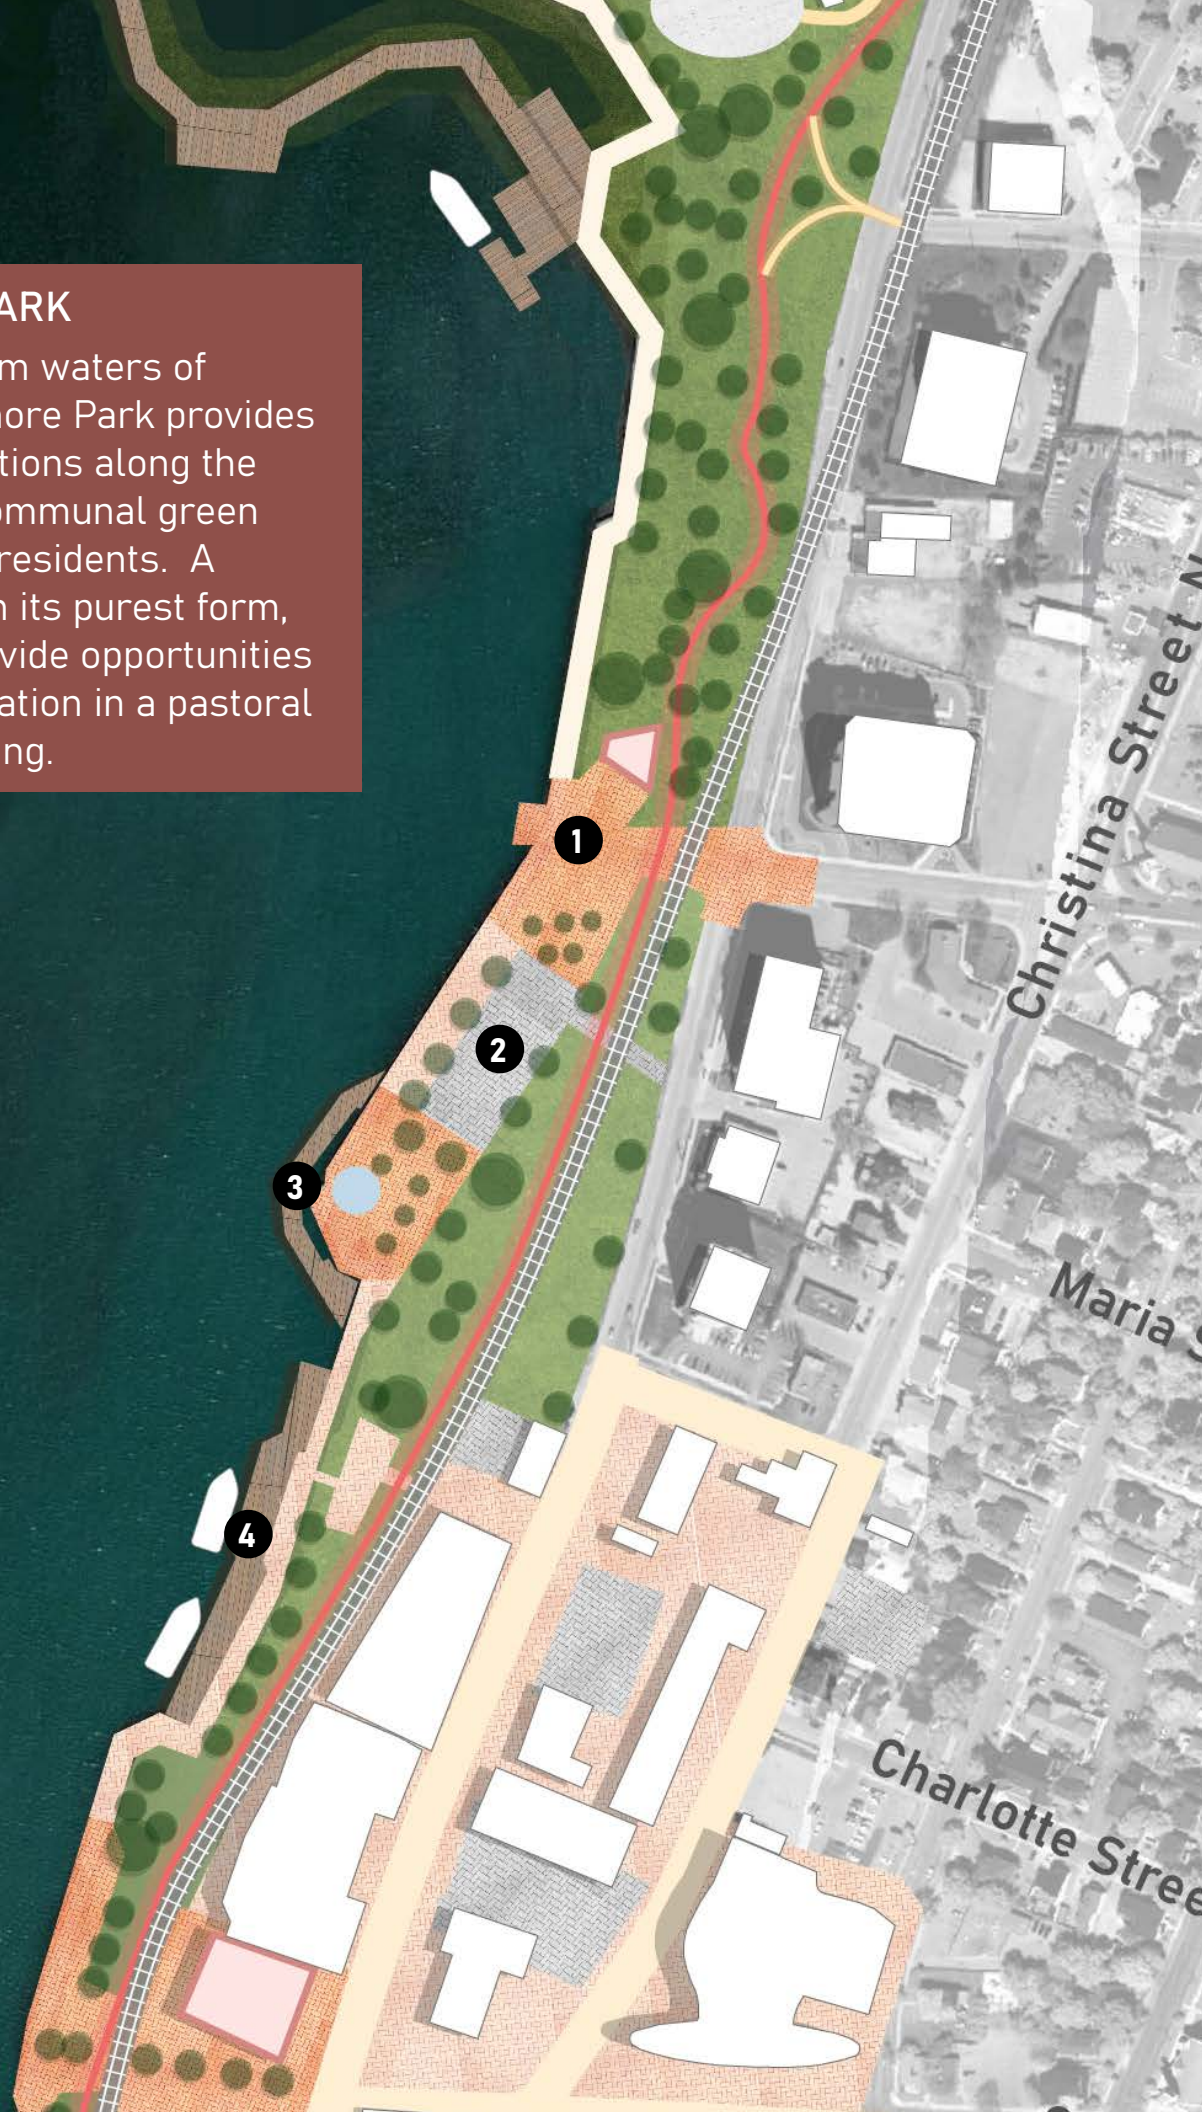 ARK
m waters of
ore Park provides
tions along the
ommunal green
residents. A
n its purest form,
vide opportunities
ation in a pastoral
ng.
1
2
3
4
Christina Street N
Maria S
Charlotte Stree